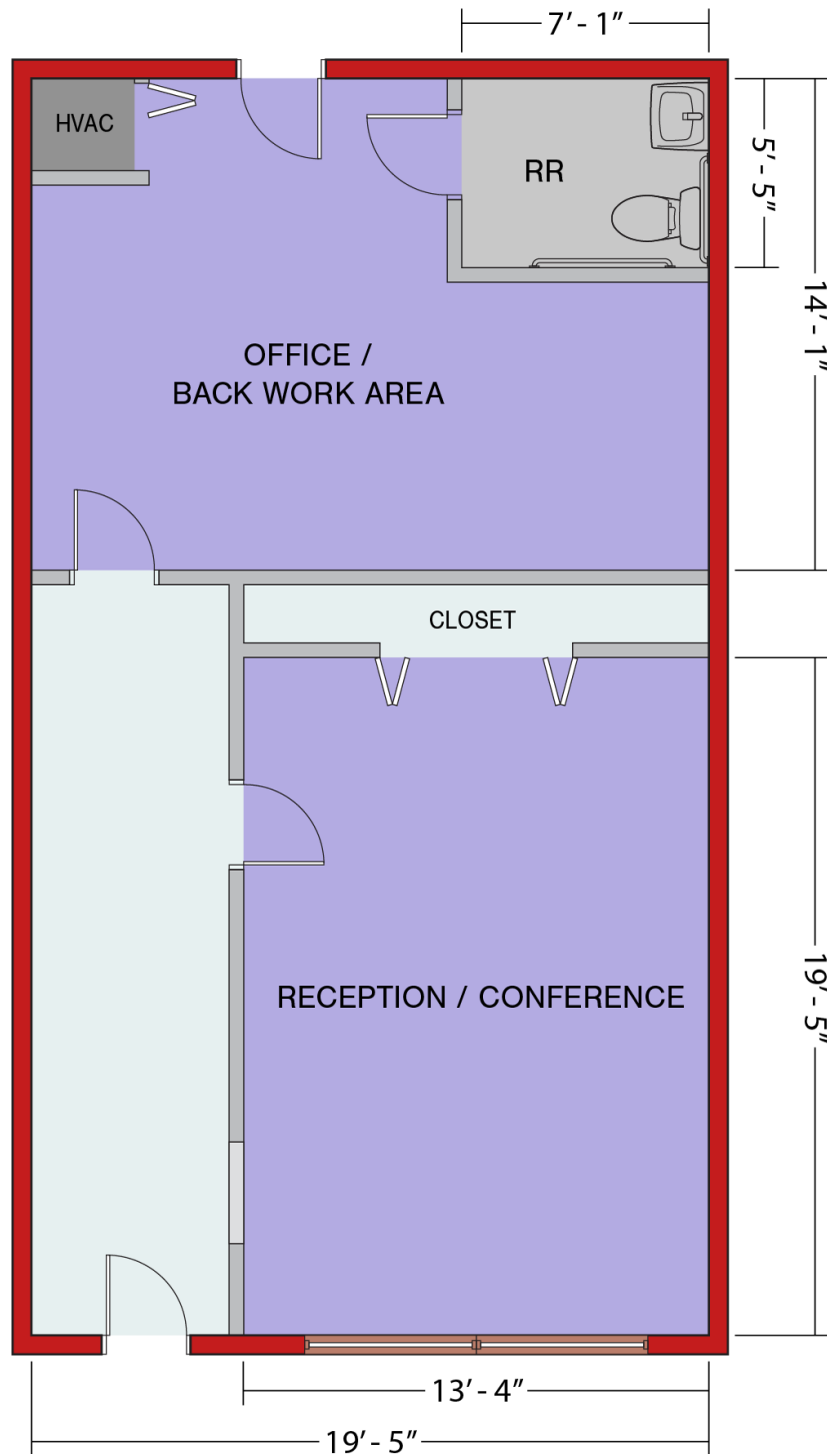 7’ - 1”
HVAC
RR
5’ - 5”
14’ - 1”
OFFICE /
BACK WORK AREA
CLOSET
RECEPTION / CONFERENCE
19’ - 5”
13’ - 4”
19’ - 5”